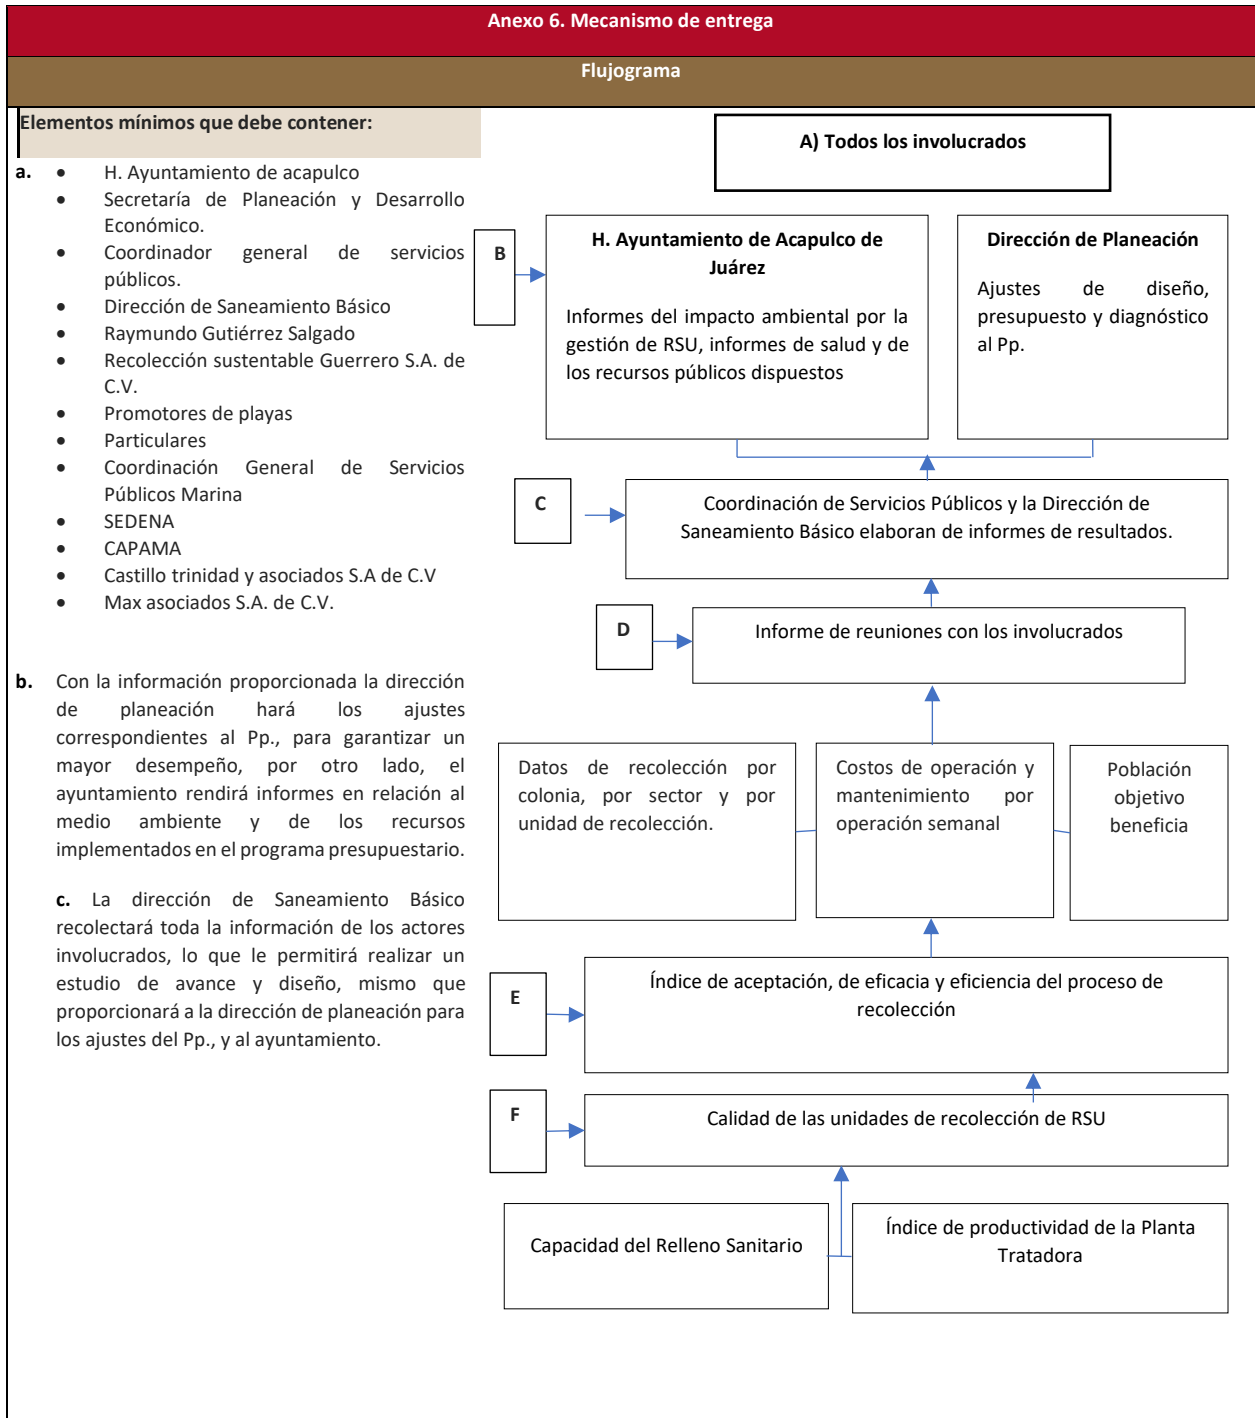 Anexo 6. Mecanismo de entrega
Flujograma
Elementos mínimos que debe contener:
a. • H. Ayuntamiento de acapulco
• Secretaría de Planeación y Desarrollo
Económico.
• Coordinador general de servicios
públicos.
• Dirección de Saneamiento Básico
• Raymundo Gutiérrez Salgado
• Recolección sustentable Guerrero S.A. de
C.V.
• Promotores de playas
• Particulares
• Coordinación General de Servicios
Públicos Marina
• SEDENA
• CAPAMA
• Castillo trinidad y asociados S.A de C.V
• Max asociados S.A. de C.V.
b. Con la información proporcionada la dirección
de planeación hará los ajustes
correspondientes al Pp., para garantizar un
mayor desempeño, por otro lado, el
ayuntamiento rendirá informes en relación al
medio ambiente y de los recursos
implementados en el programa presupuestario.
c. La dirección de Saneamiento Básico
recolectará toda la información de los actores
involucrados, lo que le permitirá realizar un
estudio de avance y diseño, mismo que
proporcionará a la dirección de planeación para
los ajustes del Pp., y al ayuntamiento.
A) Todos los involucrados
B
H. Ayuntamiento de Acapulco de
Juárez
Informes del impacto ambiental por la
gestión de RSU, informes de salud y de
los recursos públicos dispuestos
Dirección de Planeación
Ajustes de diseño,
presupuesto y diagnóstico
al Pp.
C
Coordinación de Servicios Públicos y la Dirección de
Saneamiento Básico elaboran de informes de resultados.
D
Informe de reuniones con los involucrados
Datos de recolección por
colonia, por sector y por
unidad de recolección.
Costos de operación y
mantenimiento por
operación semanal
Población
objetivo
beneficia
E
Índice de aceptación, de eficacia y eficiencia del proceso de
recolección
F
Calidad de las unidades de recolección de RSU
Capacidad del Relleno Sanitario
Índice de productividad de la Planta
Tratadora